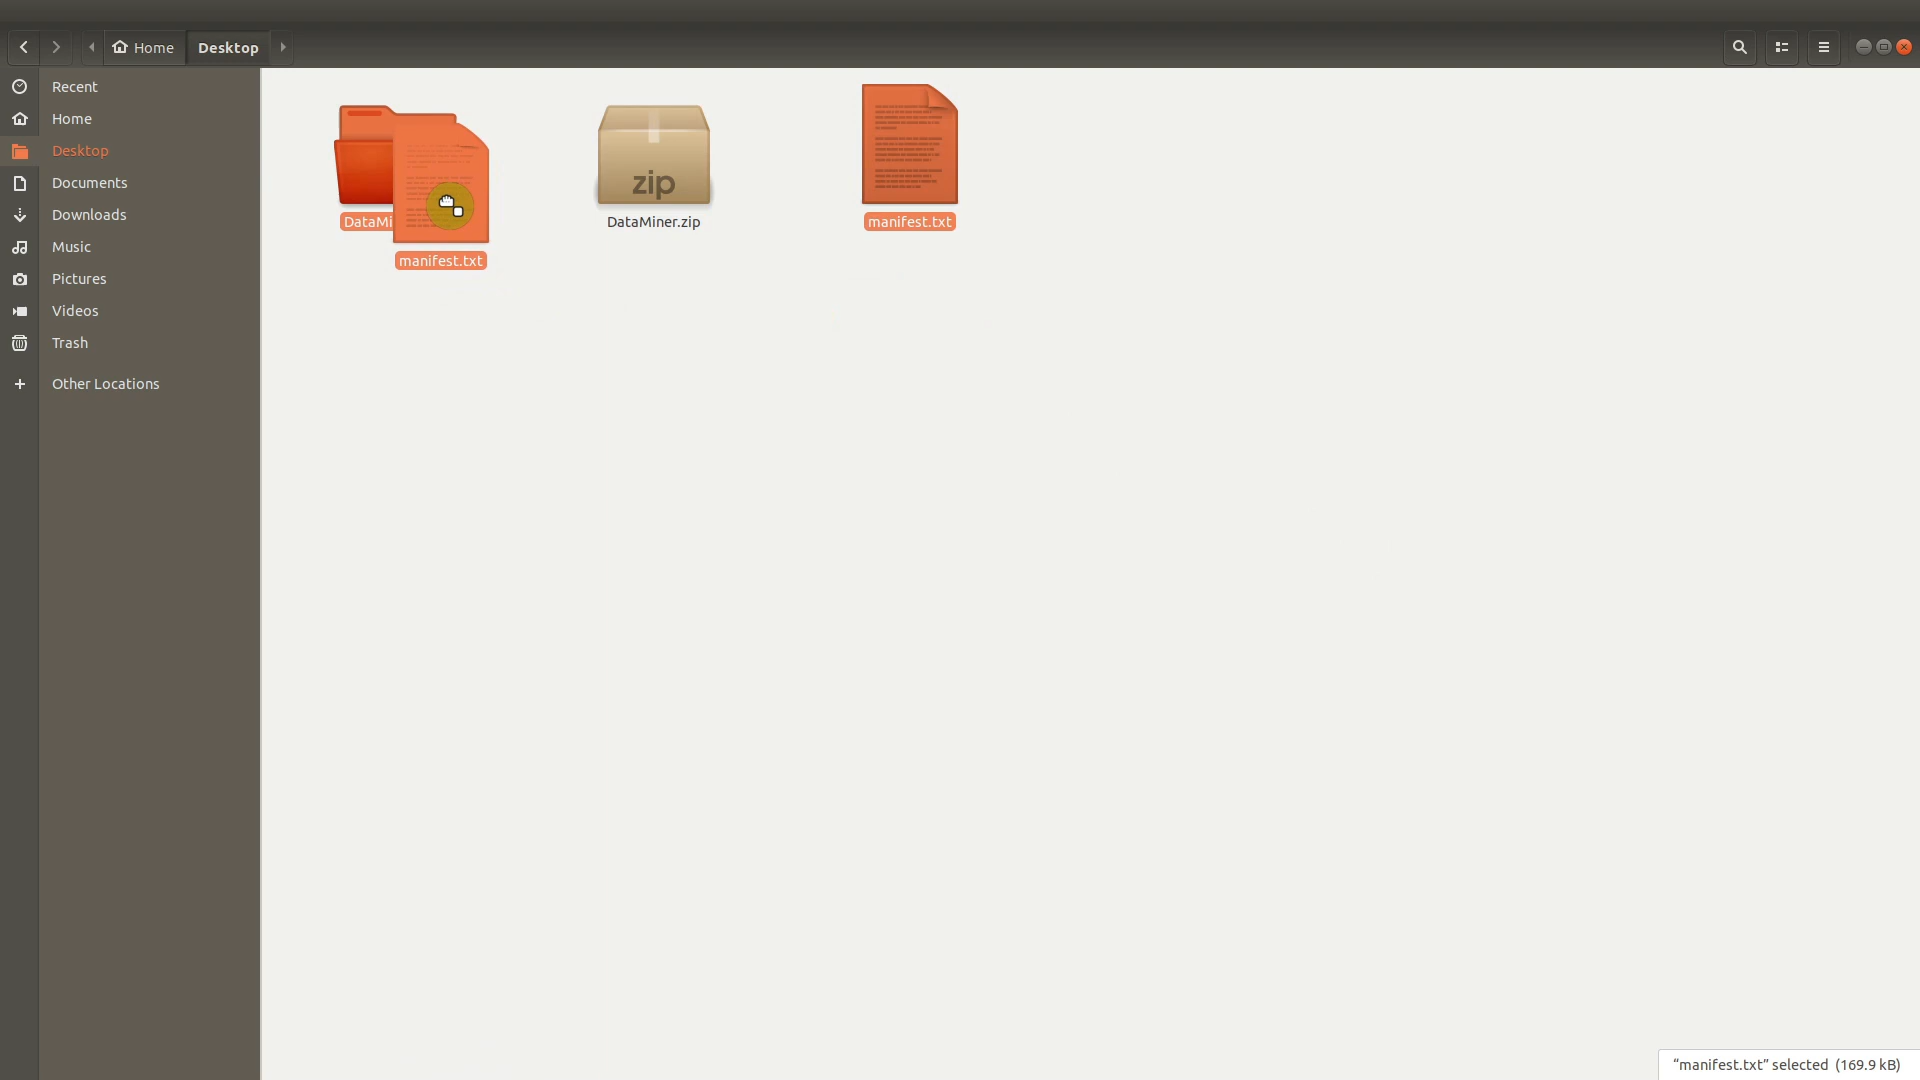 Home
Desktop
Recent
Home
Desktop
Documents
Downloads
Music
Pictures
Videos
Trash
Other Locations
DataMi
manifest.txt
zip
DataMiner.zip
manifest.txt
“manifest.txt” selected (169.9 kB)